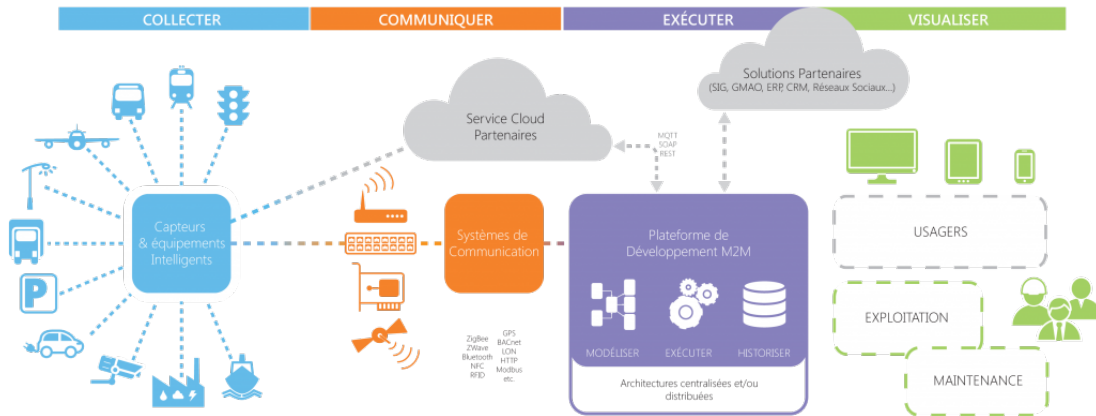 COLLECTER
COMMUNIQUER
EXÉCUTER
VISUALISER
Solutions Partenaires
(SIG, GMAO, ERP, CRM, Réseaux Sociaux...)
Service Cloud
Partenaires
MQTT
SOAP
REST
Capteurs
& équipements
Intelligents
P
Systèmes de
Communication
ZigBee
ZWave
Bluetooth
NFC
RFID
GPS
BACnet
LON
HTTP
Modbus
etc.
Plateforme de
Développement M2M
MODÉLISER
EXÉCUTER
HISTORISER
Architectures centralisées et/ou
distribuées
USAGERS
EXPLOITATION
MAINTENANCE